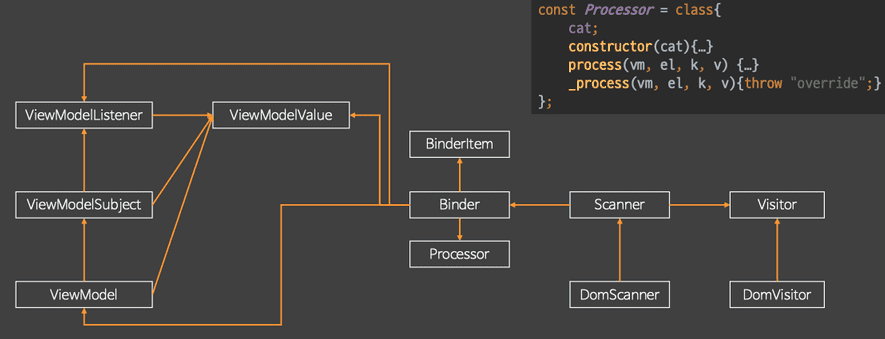 const Processor = class{
cat;
constructor(cat){…}
process(vm, el, k, v) {…}
_process(vm, el, k, v){throw "override";}
};
ViewModelListener
ViewModelValue
BinderItem
ViewModelSubject
Binder
Scanner
Visitor
Processor
ViewModel
DomScanner
DomVisitor